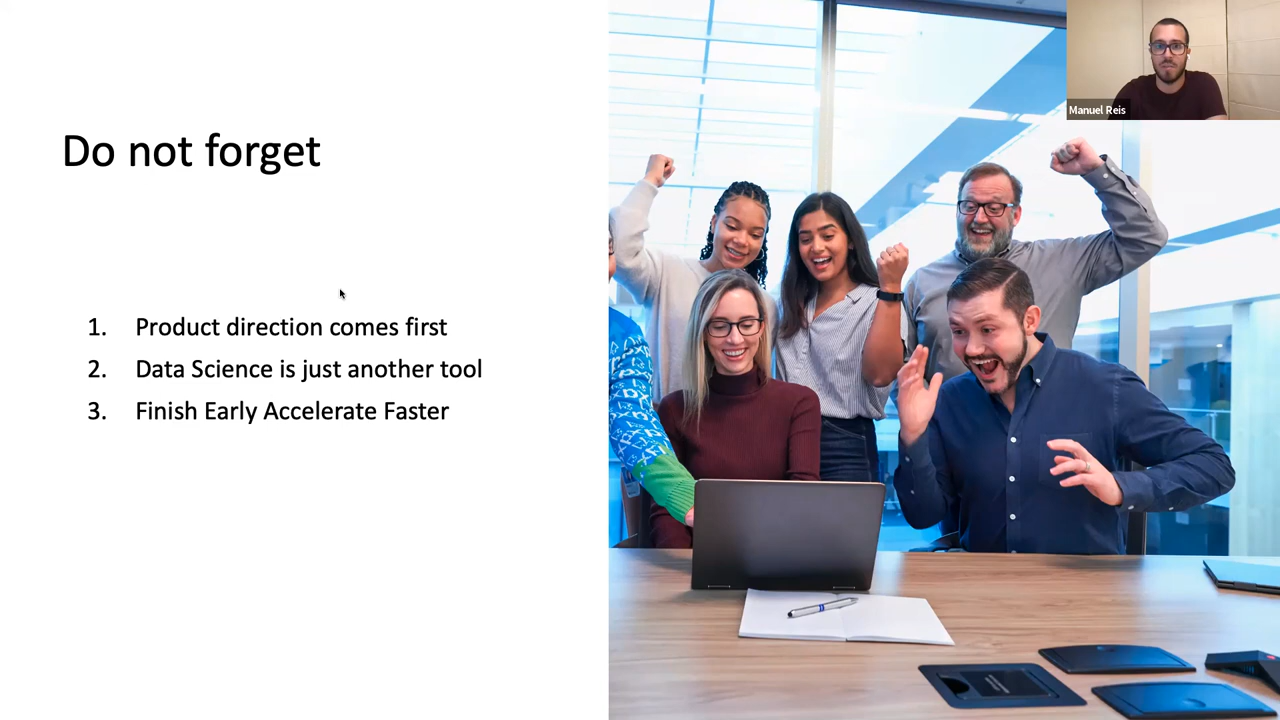 Manuel Reis
Do not forget
1. Product direction comes first
2. Data Science is just another tool
3. Finish Early Accelerate Faster